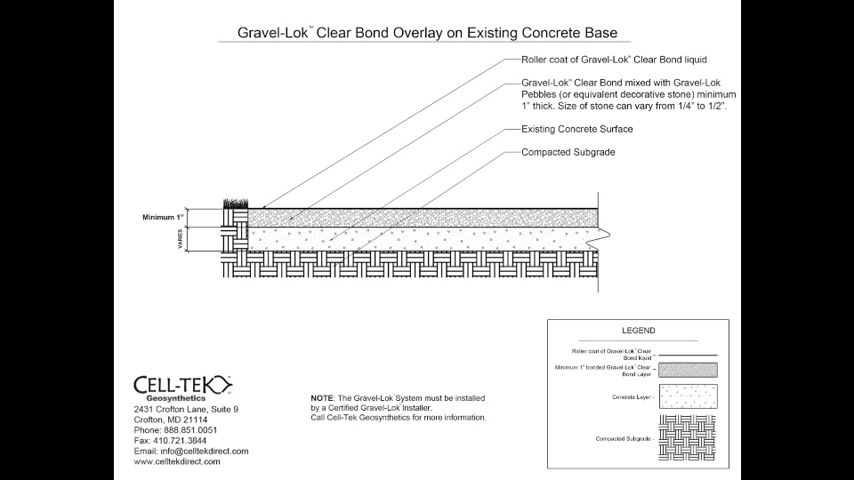 Gravel-Lok™ Clear Bond Overlay on Existing Concrete Base
Roller coat of Gravel-Lok™ Clear Bond liquid
Gravel-Lok™ Clear Bond mixed with Gravel-Lok
Pebbles (or equivalent decorative stone) minimum
1" thick. Size of stone can vary from 1/4" to 1/2".
Existing Concrete Surface
Compacted Subgrade
Minimum 1"
VARIES
LEGEND
Roller coat of Gravel-Lok™ Clear
Bond liquid
Minimum 1" bonded Gravel-Lok™ Clear
Bond Layer
Concrete Layer
Compacted Subgrade
CELL-TEK
Geosynthetics
2431 Crofton Lane, Suite 9
Crofton, MD 21114
Phone: 888.851.0051
Fax: 410.721.3844
Email: info@celltekdirect.com
www.celltekdirect.com
NOTE: The Gravel-Lok™ System must be installed
by a Certified Gravel-Lok™ Installer.
Call Cell-Tek Geosynthetics for more information.